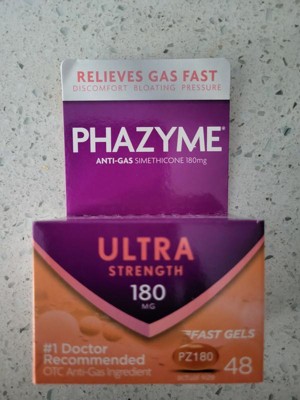 RELIEVES GAS FAST
DISCOMFORT BLOATING PRESSURE
PHAZYME®
ANTI-GAS SIMETHICONE 180mg
ULTRA
STRENGTH
180
MG
FAST GELS
#1 Doctor
Recommended
OTC Anti-Gas Ingredient
PZ180
48